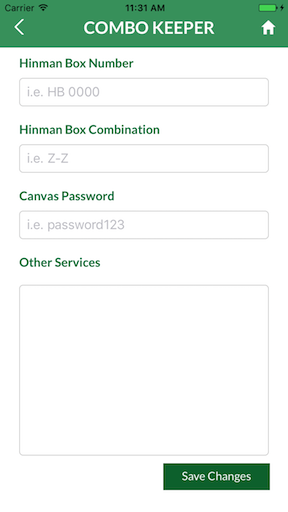 Carrier 11:31 AM
COMBO KEEPER
Hinman Box Number
i.e. HB 0000
Hinman Box Combination
i.e. Z-Z
Canvas Password
i.e. password123
Other Services
Save Changes